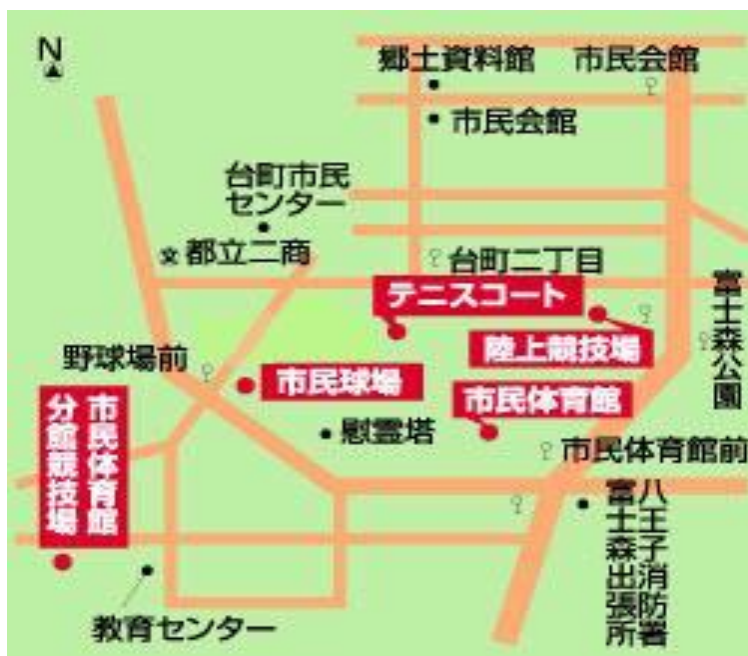 N
郷土資料館
市民会館
市民会館
台町市民
センター
都立二商
台町二丁目
テニスコート
陸上競技場
富士森公園
野球場前
市民球場
市民体育館
慰霊塔
市民体育館前
市民体育館
分館競技場
八王子消防署
富士森出張所
教育センター